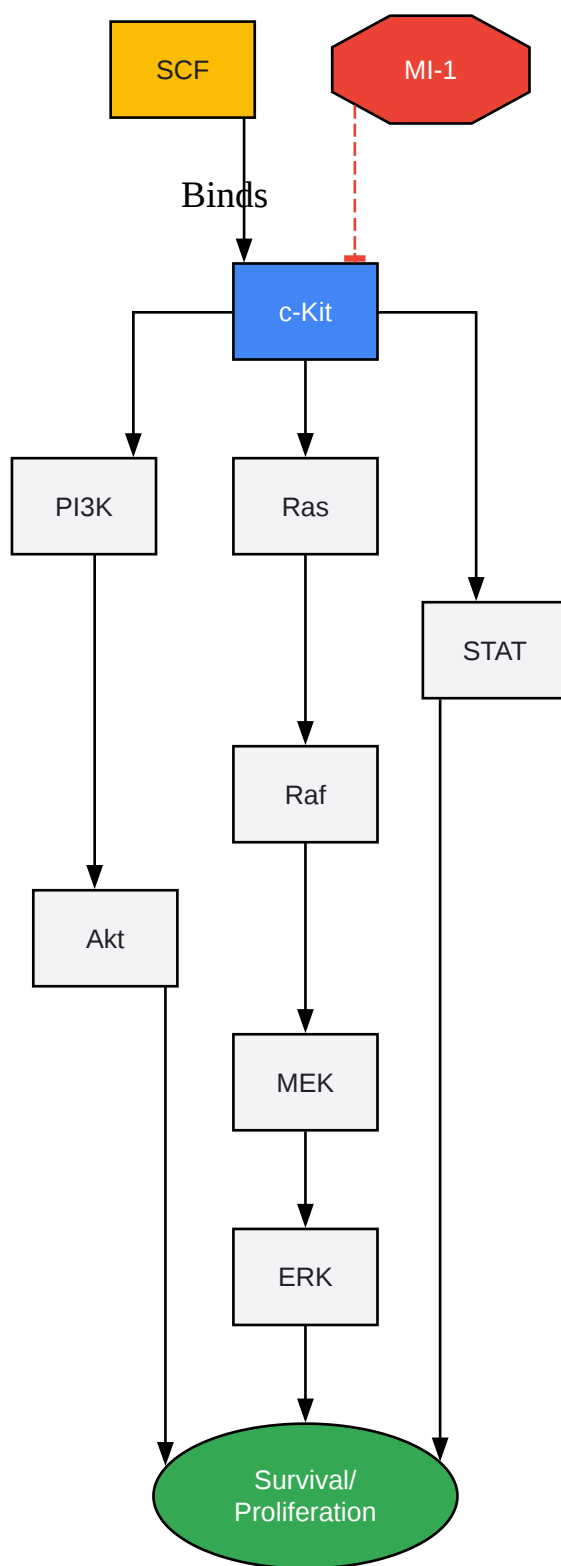 SCF
MI-1
Binds
c-Kit
PI3K
Ras
STAT
Raf
Akt
MEK
ERK
Survival/
Proliferation